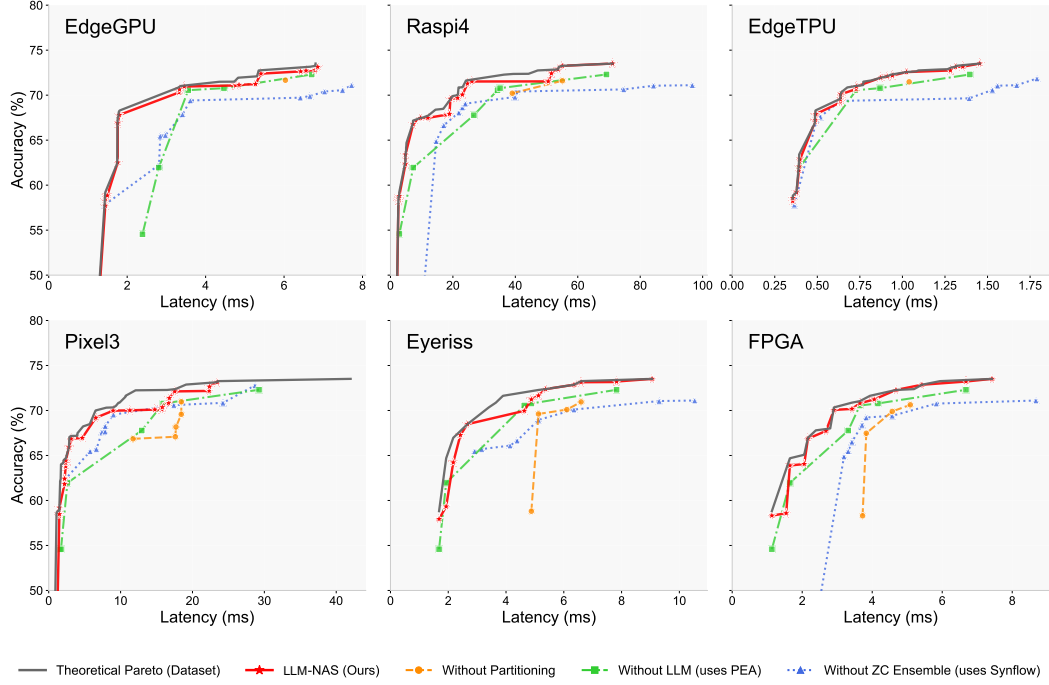 EdgeGPU
Raspi4
EdgeTPU
Accuracy (%)
80
75
70
65
60
55
50
0 2 4 6 8
0 20 40 60 80 100
0.00 0.25 0.50 0.75 1.00 1.25 1.50 1.75
Latency (ms)
Latency (ms)
Latency (ms)
Pixel3
Eyeriss
FPGA
Accuracy (%)
80
75
70
65
60
55
50
0 10 20 30 40
0 2 4 6 8 10
0 2 4 6 8
Latency (ms)
Latency (ms)
Latency (ms)
Theoretical Pareto (Dataset) LLM-NAS (Ours) Without Partitioning Without LLM (uses PEA) Without ZC Ensemble (uses Synflow)